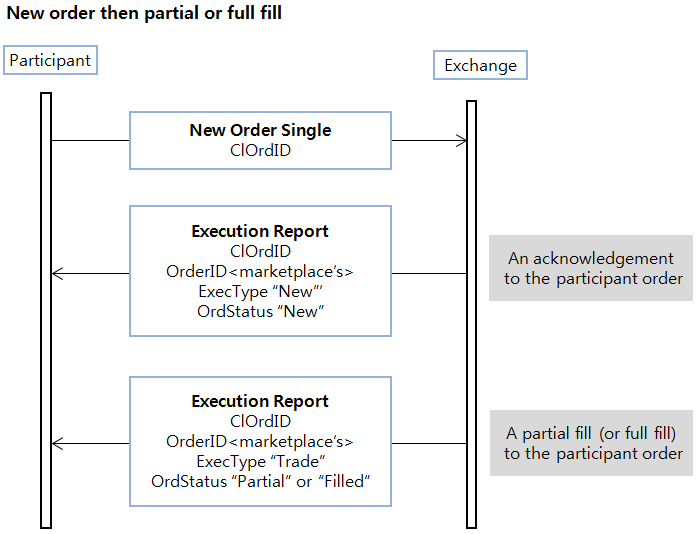 New order then partial or full fill
Participant
Exchange
New Order Single
ClOrdID
Execution Report
ClOrdID
OrderID<marketplace’s>
ExecType “New”’
OrdStatus “New”
An acknowledgement
to the participant order
Execution Report
ClOrdID
OrderID<marketplace’s>
ExecType “Trade”
OrdStatus “Partial” or “Filled”
A partial fill (or full fill)
to the participant order